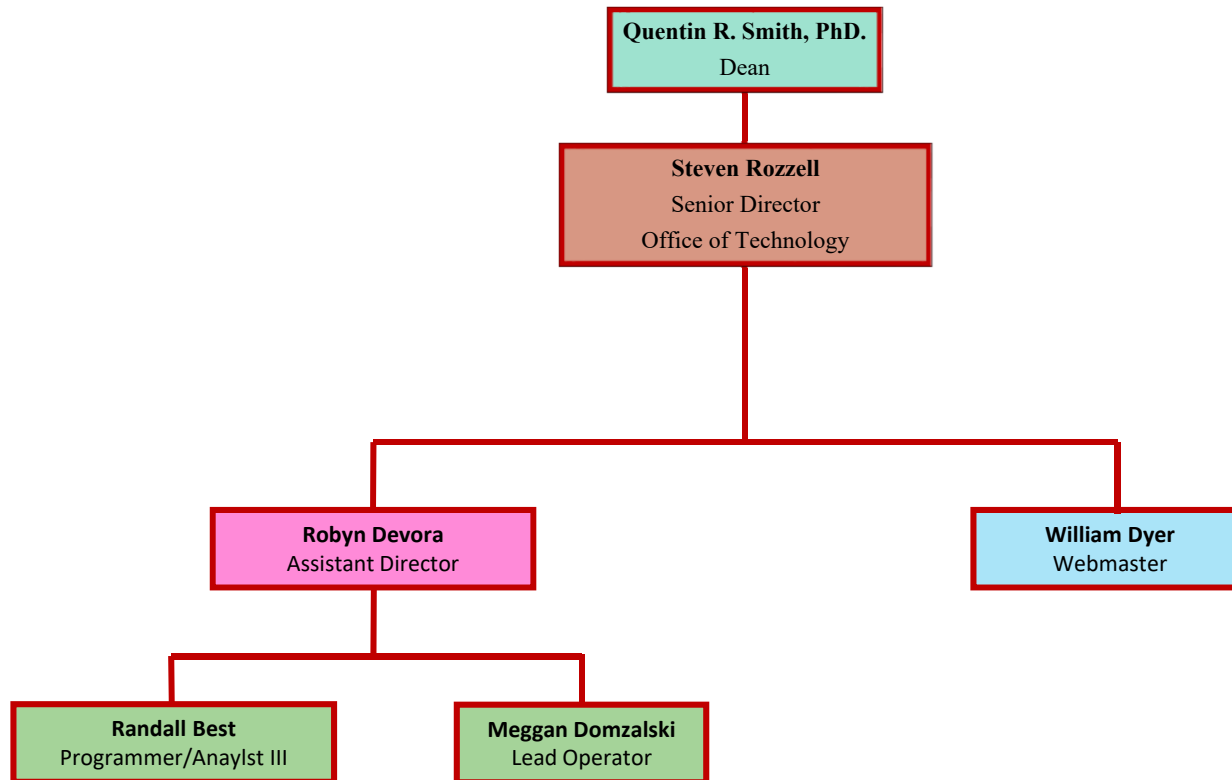 Quentin R. Smith, PhD.
Dean
Steven Rozzell
Senior Director
Office of Technology
Robyn Devora
Assistant Director
William Dyer
Webmaster
Randall Best
Programmer/Anaylst III
Meggan Domzalski
Lead Operator